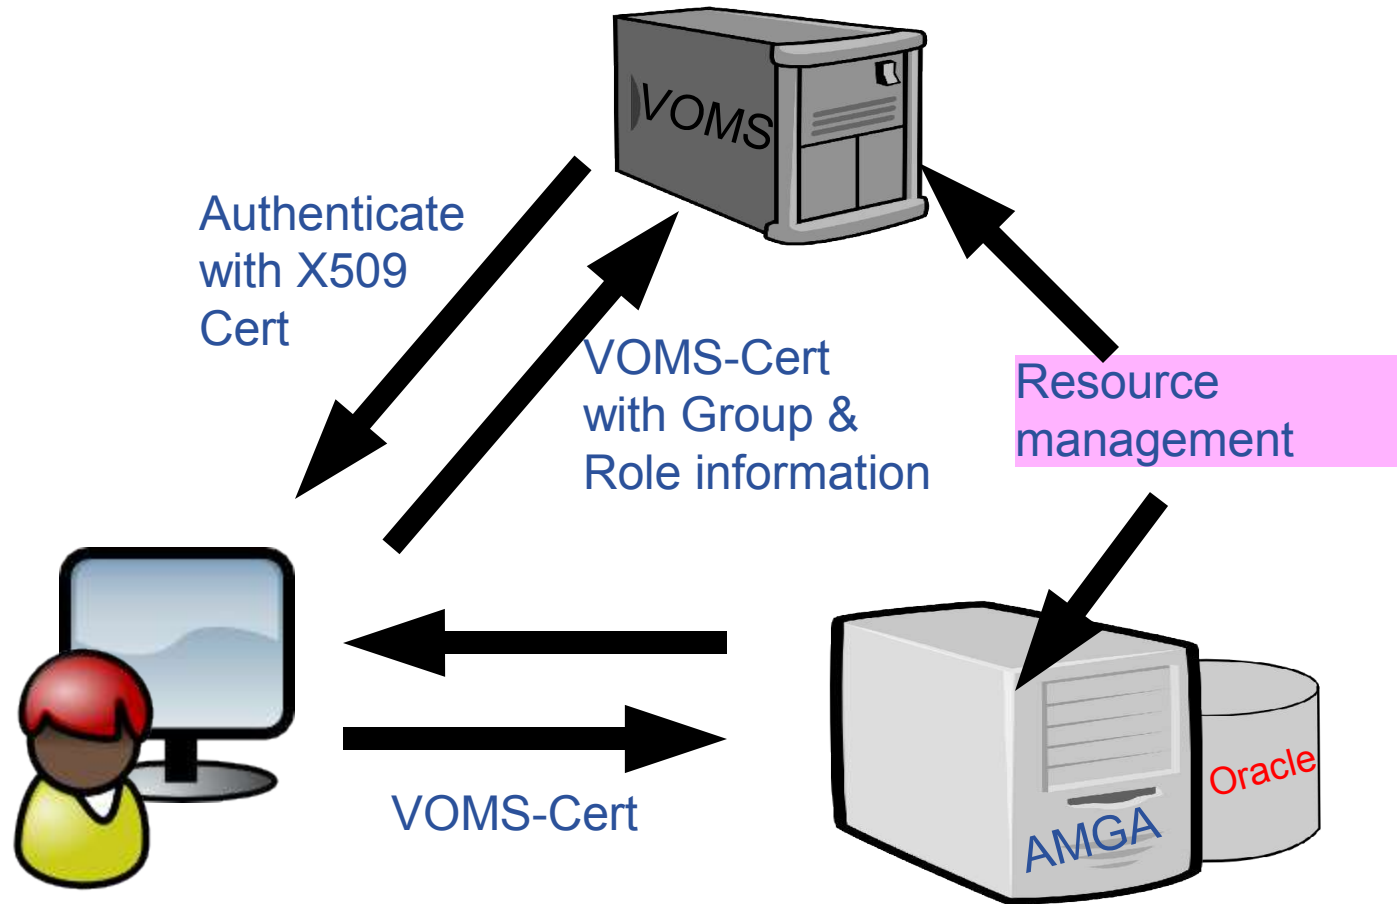 VOMS
Authenticate
with X509
Cert
VOMS-Cert
with Group &
Role information
Resource
management
Oracle
VOMS-Cert
AMGA